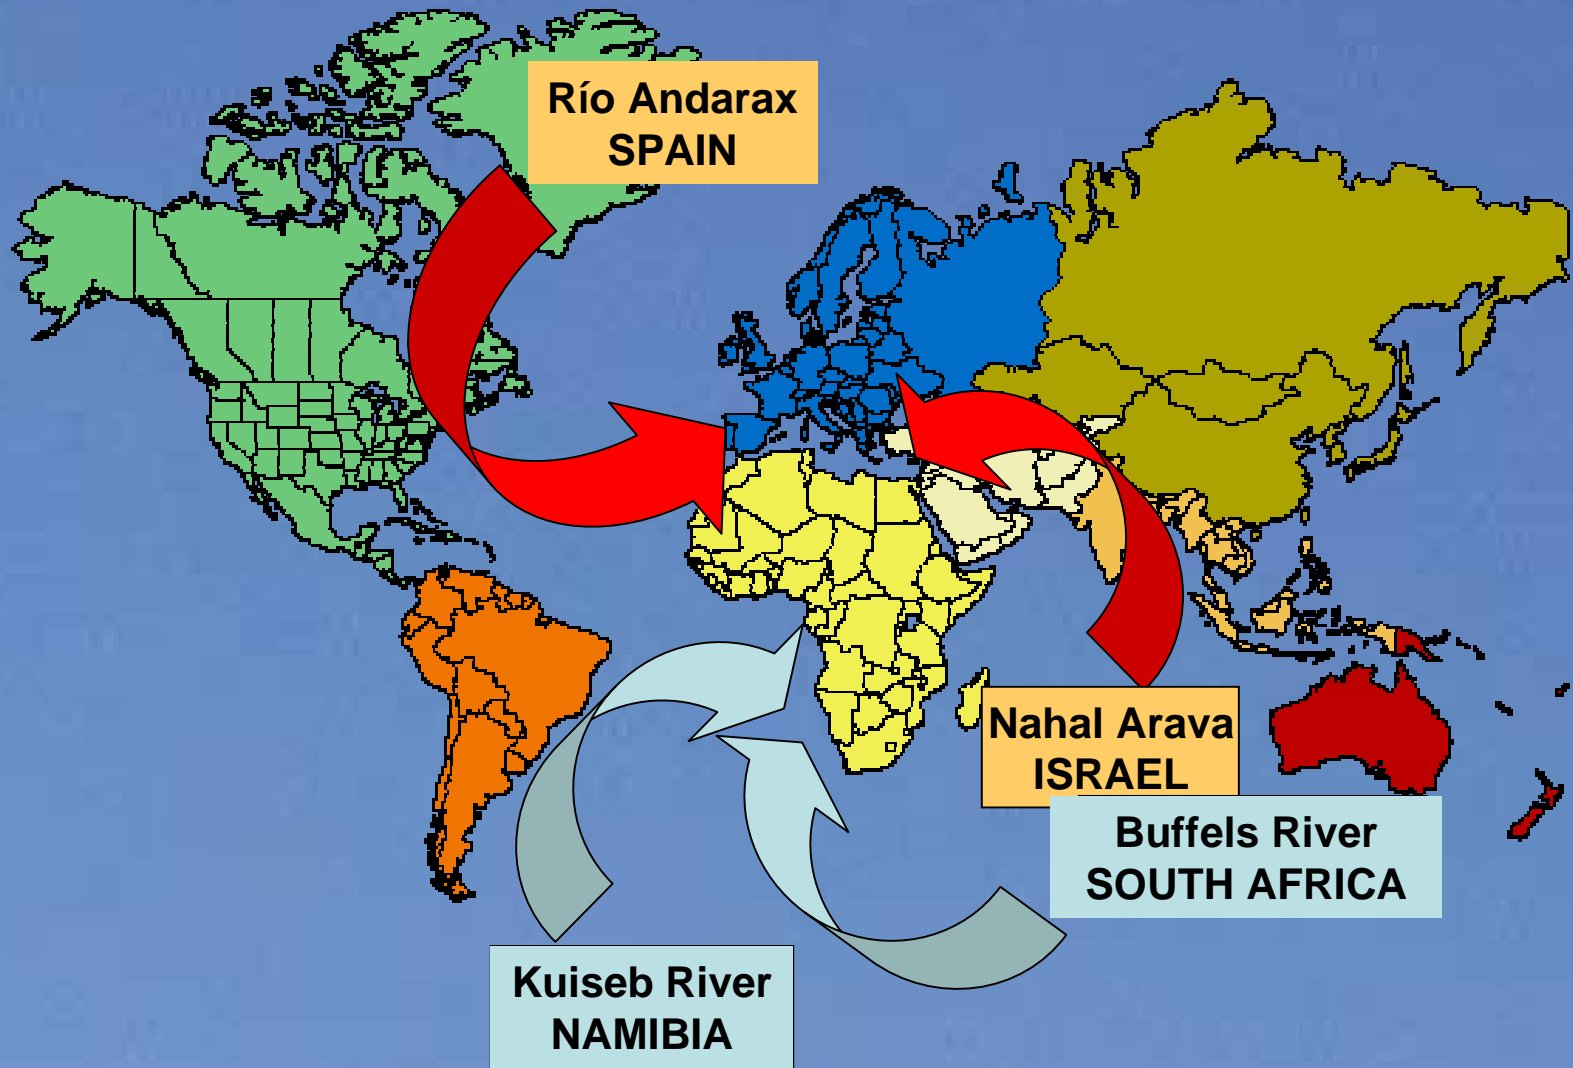 Río Andarax
SPAIN
Nahal Arava
ISRAEL
Buffels River
SOUTH AFRICA
Kuiseb River
NAMIBIA